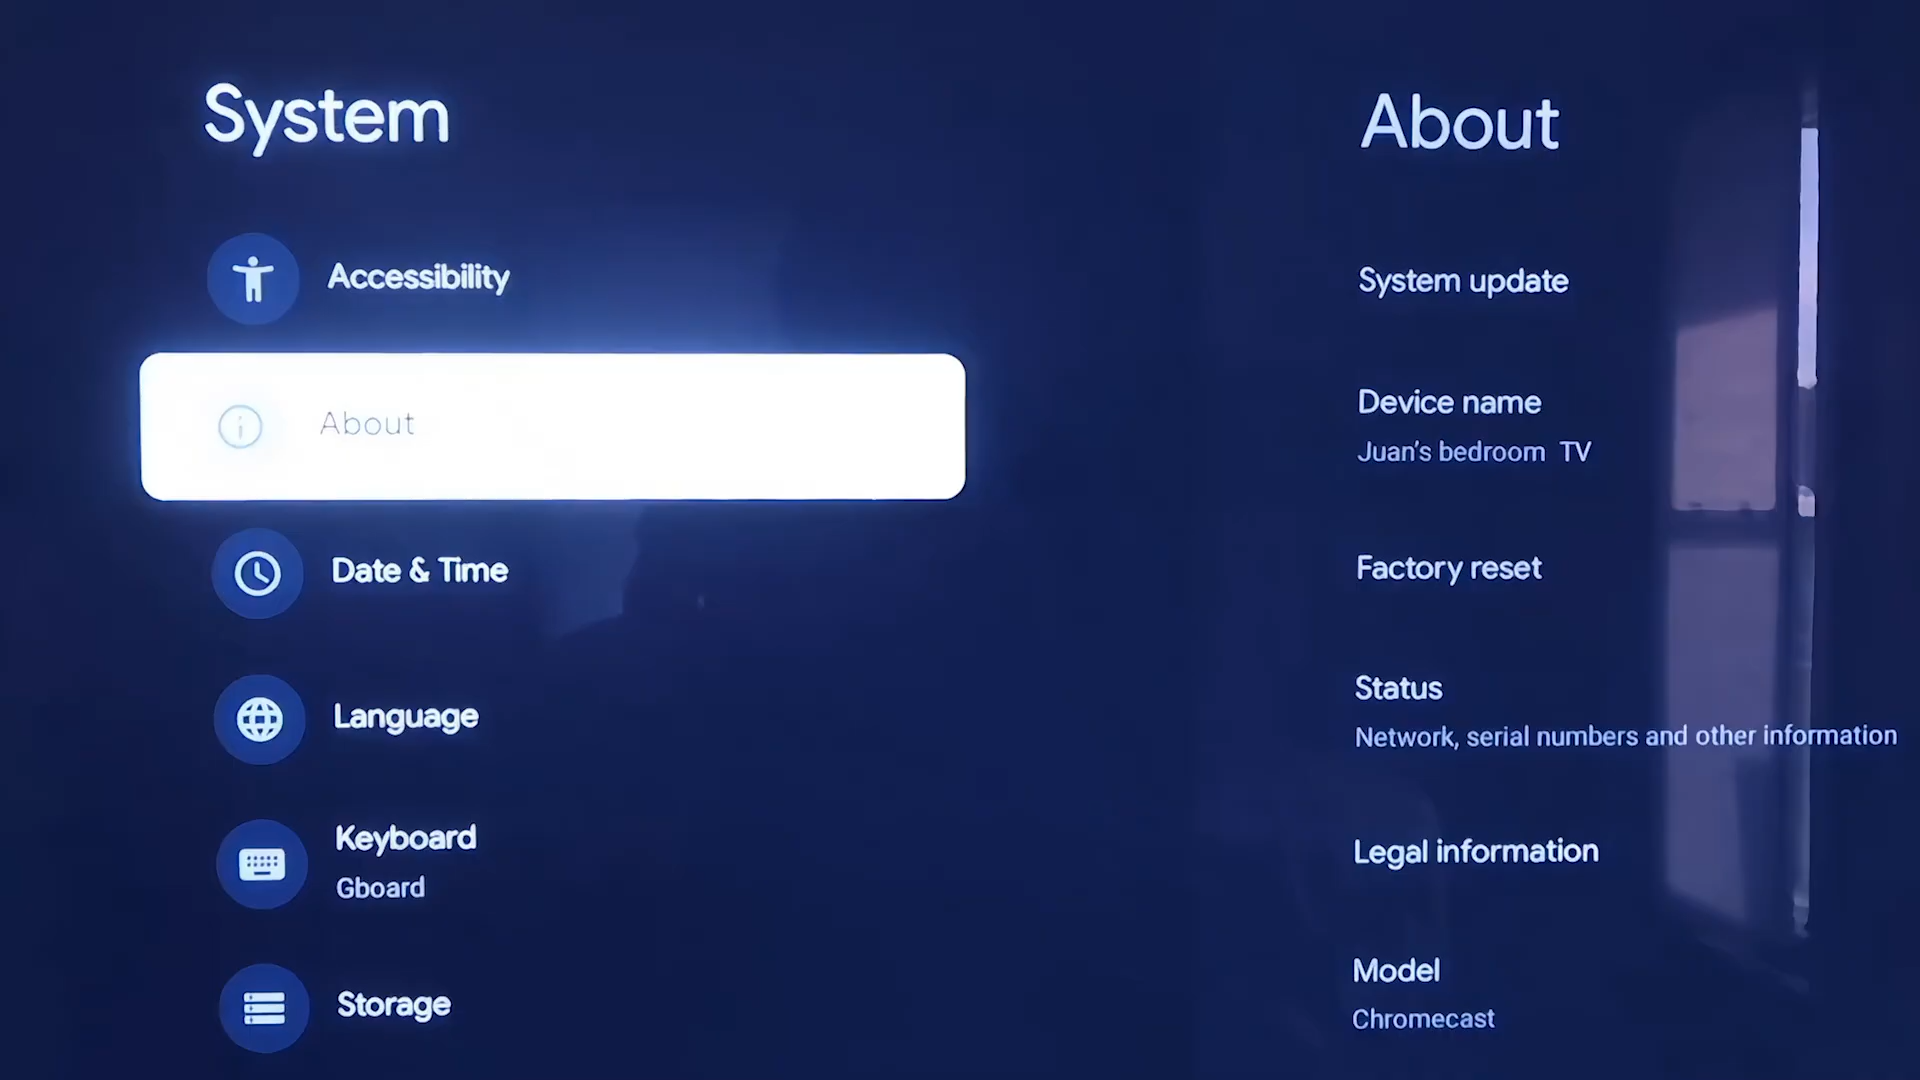 System
Accessibility
About
Date & Time
Language
Keyboard
Gboard
Storage
About
System update
Device name
Juan's bedroom TV
Factory reset
Status
Network, serial numbers and other information
Legal information
Model
Chromecast